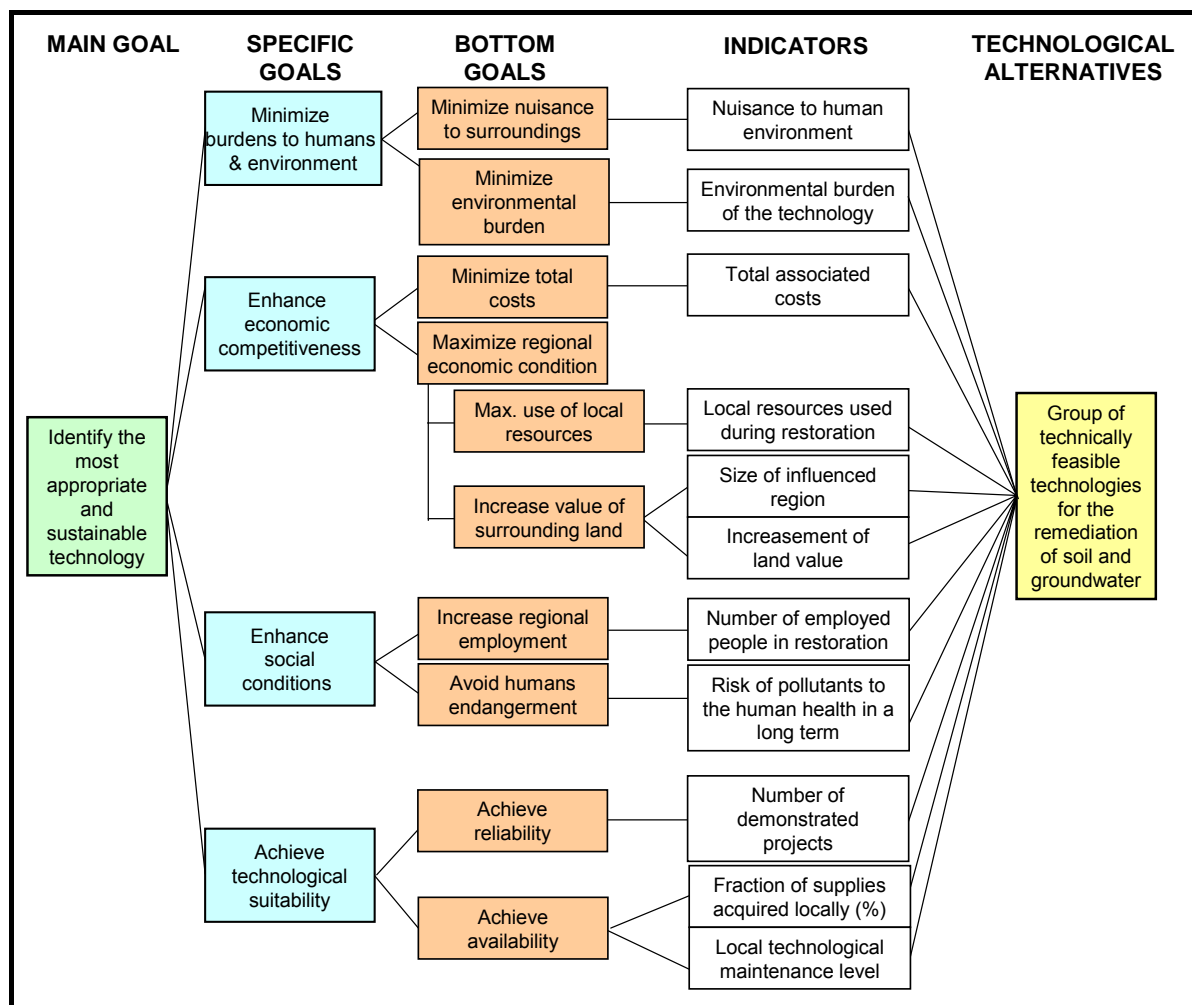 MAIN GOAL
SPECIFIC
GOALS
BOTTOM
GOALS
INDICATORS
TECHNOLOGICAL
ALTERNATIVES
Identify the
most
appropriate
and
sustainable
technology
Minimize
burdens to humans
& environment
Enhance
economic
competitiveness
Enhance
social
conditions
Achieve
technological
suitability
Minimize nuisance
to surroundings
Minimize
environmental
burden
Minimize total
costs
Maximize regional
economic condition
Max. use of local
resources
Increase value of
surrounding land
Increase regional
employment
Avoid humans
endangerment
Achieve
reliability
Achieve
availability
Nuisance to human
environment
Environmental burden
of the technology
Total associated
costs
Local resources used
during restoration
Size of influenced
region
Increasement of
land value
Number of employed
people in restoration
Risk of pollutants to
the human health in a
long term
Number of
demonstrated
projects
Fraction of supplies
acquired locally (%)
Local technological
maintenance level
Group of
technically
feasible
technologies
for the
remediation
of soil and
groundwater